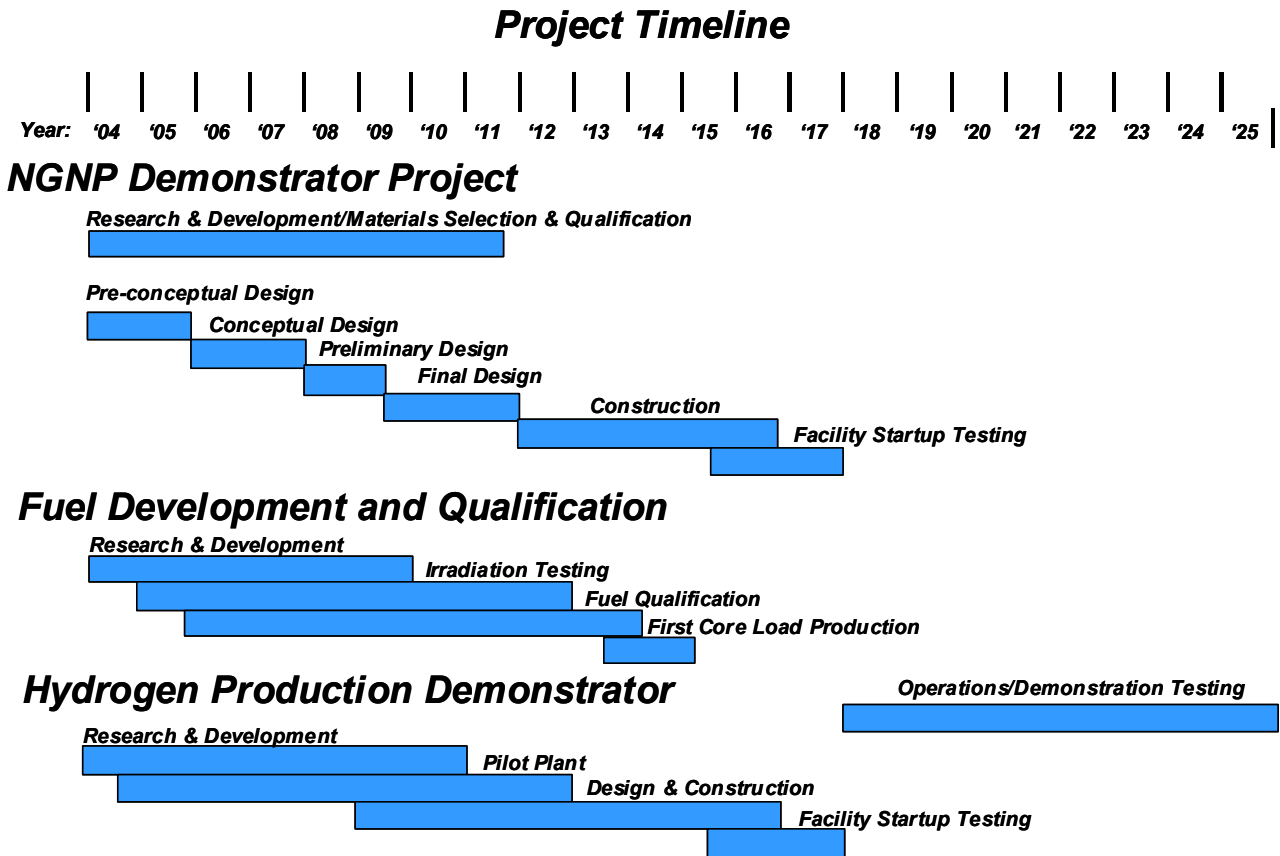 Project Timeline
Year: ‘04 ‘05 ‘06 ‘07 ‘08 ‘09 ‘10 ‘11 ‘12 ‘13 ‘14 ‘15 ‘16 ‘17 ‘18 ‘19 ‘20 ‘21 ‘22 ‘23 ‘24 ‘25
NGNP Demonstrator Project
Research & Development/Materials Selection & Qualification
Pre-conceptual Design
Conceptual Design
Preliminary Design
Final Design
Construction
Facility Startup Testing
Fuel Development and Qualification
Research & Development
Irradiation Testing
Fuel Qualification
First Core Load Production
Hydrogen Production Demonstrator
Operations/Demonstration Testing
Research & Development
Pilot Plant
Design & Construction
Facility Startup Testing